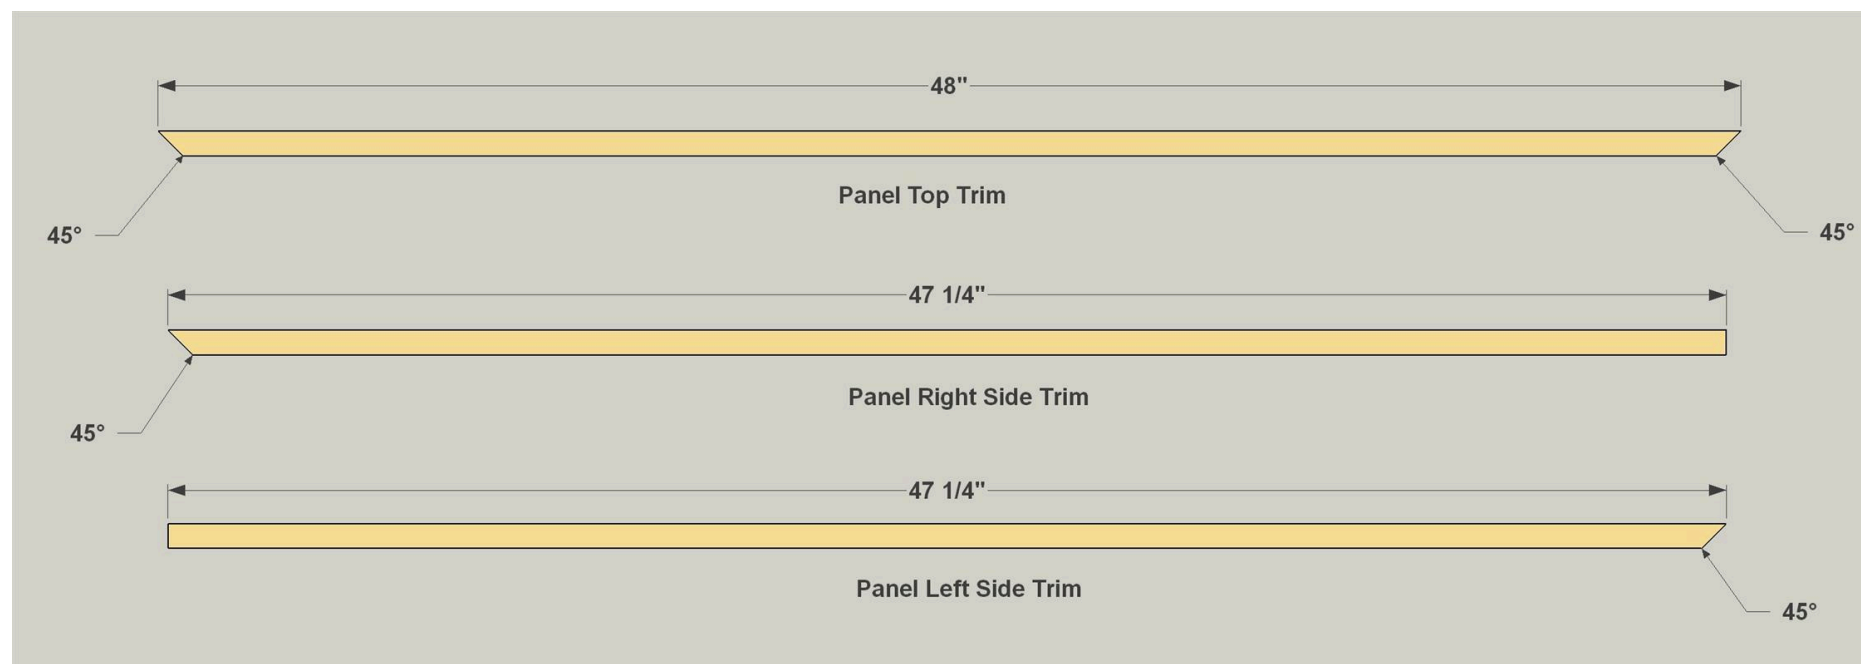 48"
Panel Top Trim
45°
45°
47 1/4"
Panel Right Side Trim
45°
47 1/4"
Panel Left Side Trim
45°